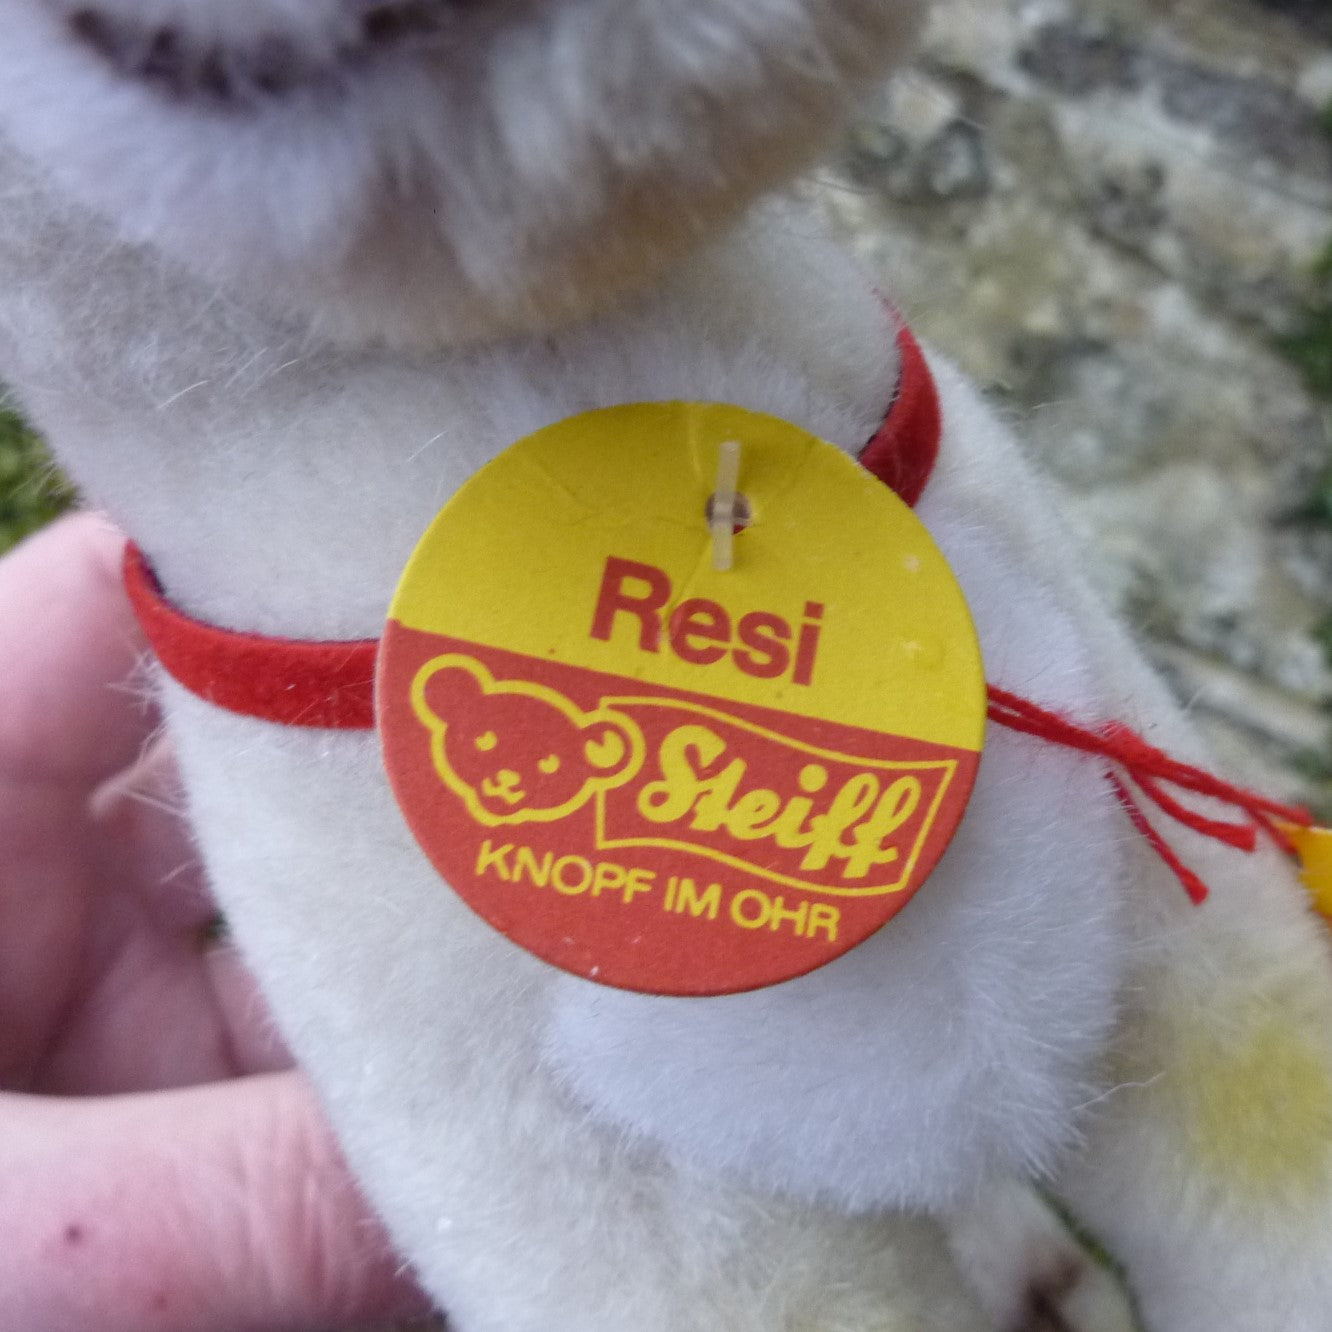 Resi
Steiff
KNOPF IM OHR